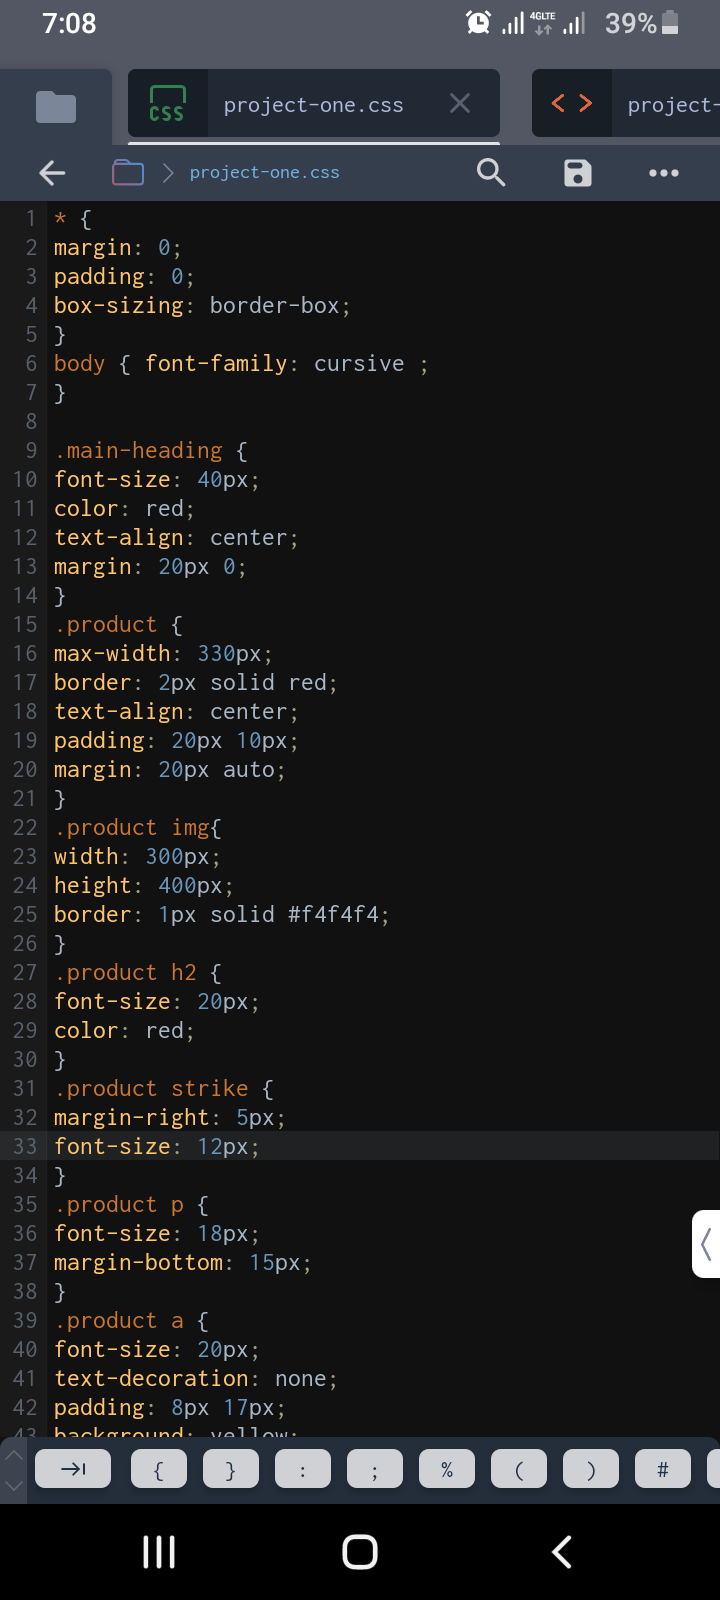 7:08 4GLTE 39%
CSS project-one.css project-
project-one.css
1 * {
2 margin: 0;
3 padding: 0;
4 box-sizing: border-box;
5 }
6 body { font-family: cursive ;
7 }
8
9 .main-heading {
10 font-size: 40px;
11 color: red;
12 text-align: center;
13 margin: 20px 0;
14 }
15 .product {
16 max-width: 330px;
17 border: 2px solid red;
18 text-align: center;
19 padding: 20px 10px;
20 margin: 20px auto;
21 }
22 .product img{
23 width: 300px;
24 height: 400px;
25 border: 1px solid #f4f4f4;
26 }
27 .product h2 {
28 font-size: 20px;
29 color: red;
30 }
31 .product strike {
32 margin-right: 5px;
33 font-size: 12px;
34 }
35 .product p {
36 font-size: 18px;
37 margin-bottom: 15px;
38 }
39 .product a {
40 font-size: 20px;
41 text-decoration: none;
42 padding: 8px 17px;
43 background: yellow;
{ } : ; % ( ) #